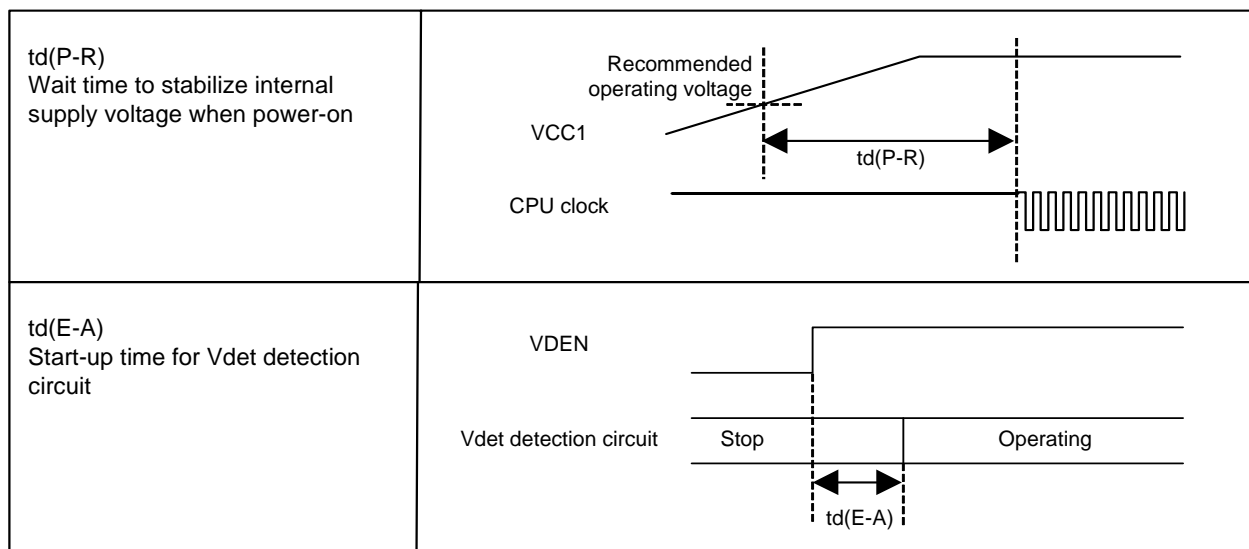 td(P-R)
Wait time to stabilize internal
supply voltage when power-on
Recommended
operating voltage
VCC1
td(P-R)
CPU clock
td(E-A)
Start-up time for Vdet detection
circuit
VDEN
Vdet detection circuit
Stop
Operating
td(E-A)